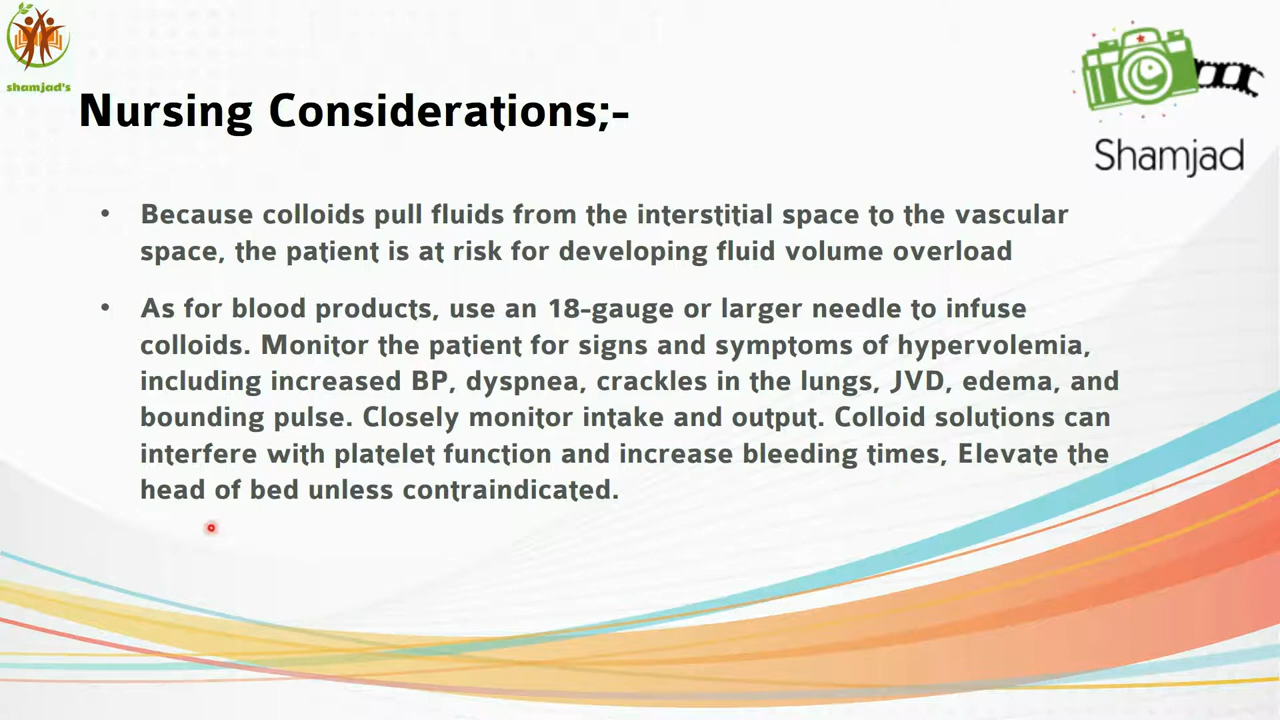 shamjad's
Nursing Considerations;-
Shamjad
• Because colloids pull fluids from the interstitial space to the vascular
space, the patient is at risk for developing fluid volume overload
• As for blood products, use an 18-gauge or larger needle to infuse
colloids. Monitor the patient for signs and symptoms of hypervolemia,
including increased BP, dyspnea, crackles in the lungs, JVD, edema, and
bounding pulse. Closely monitor intake and output. Colloid solutions can
interfere with platelet function and increase bleeding times, Elevate the
head of bed unless contraindicated.